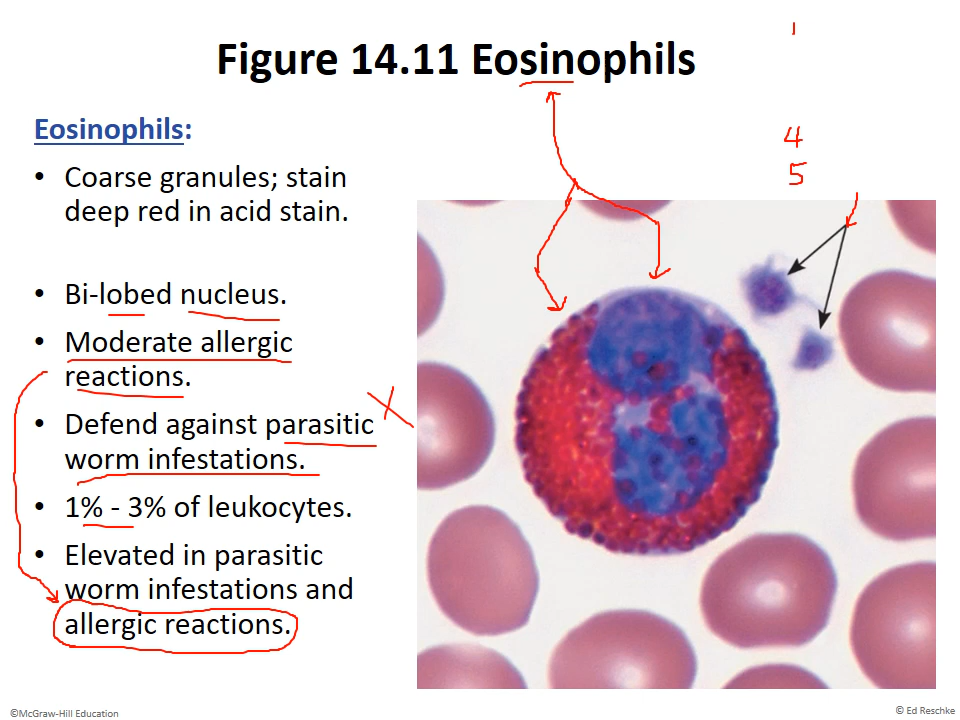 Figure 14.11 Eosinophils
1
4
5
Eosinophils:
• Coarse granules; stain
deep red in acid stain.
• Bi-lobed nucleus.
• Moderate allergic
reactions.
• Defend against parasitic
worm infestations.
• 1% - 3% of leukocytes.
• Elevated in parasitic
worm infestations and
allergic reactions.
©McGraw-Hill Education
© Ed Reschke